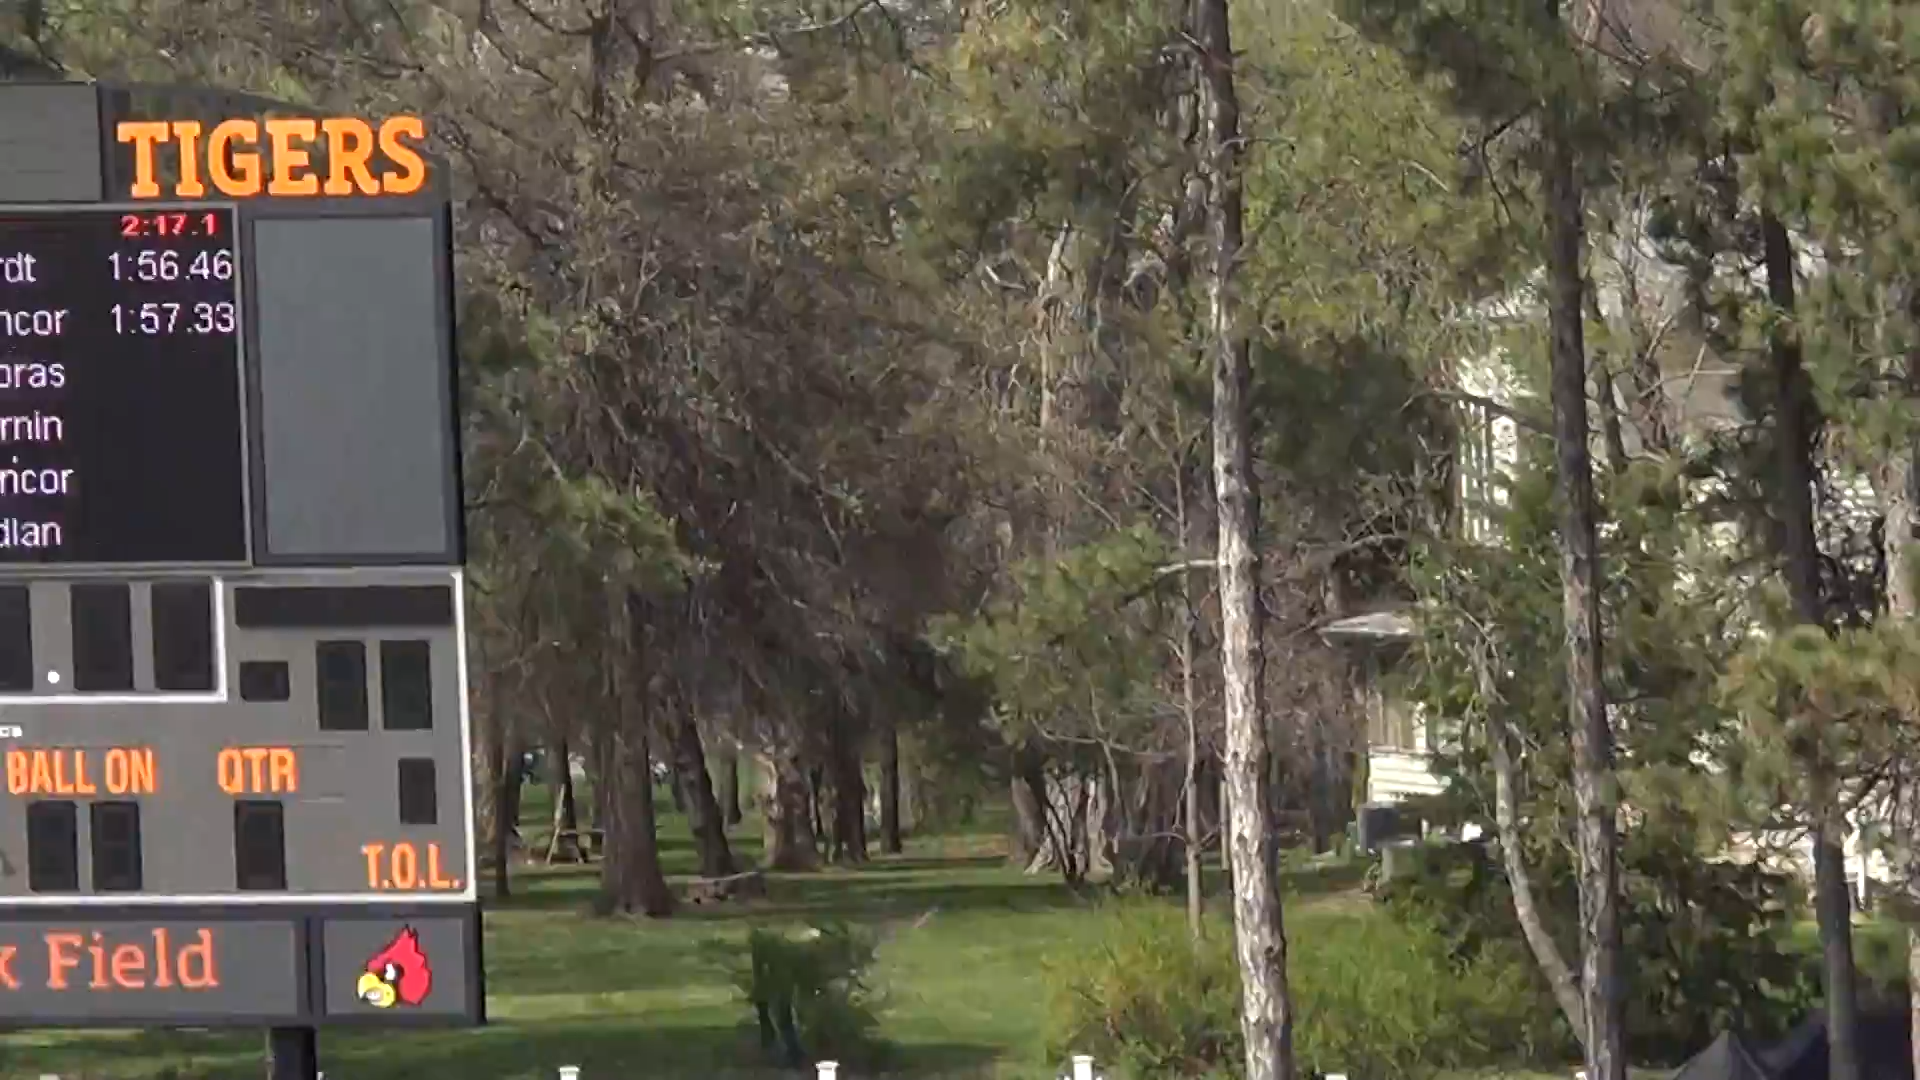 TIGERS
2:17.1
rdt 1:56.46
ncor 1:57.33
oras
rnin
ncor
dlan
BALL ON QTR
T.O.L.
k Field